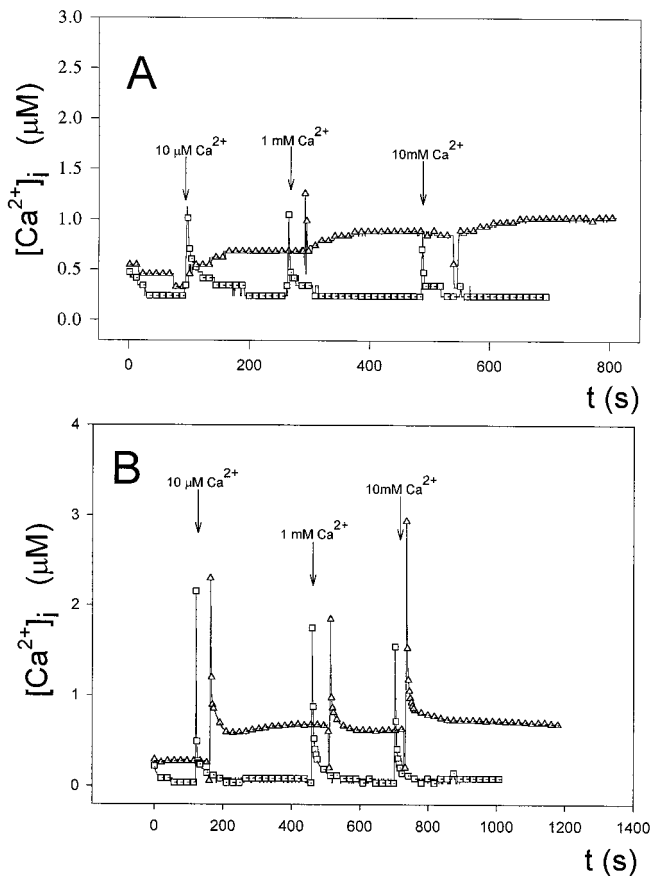 3.0
2.5
2.0
1.5
1.0
0.5
0.0
[Ca²⁺]ᵢ (μM)
A
10 μM Ca²⁺
1 mM Ca²⁺
10mM Ca²⁺
0 200 400 600 800
t (s)
4
3
2
1
0
[Ca²⁺]ᵢ (μM)
B
10 μM Ca²⁺
1 mM Ca²⁺
10mM Ca²⁺
0 200 400 600 800 1000 1200 1400
t (s)